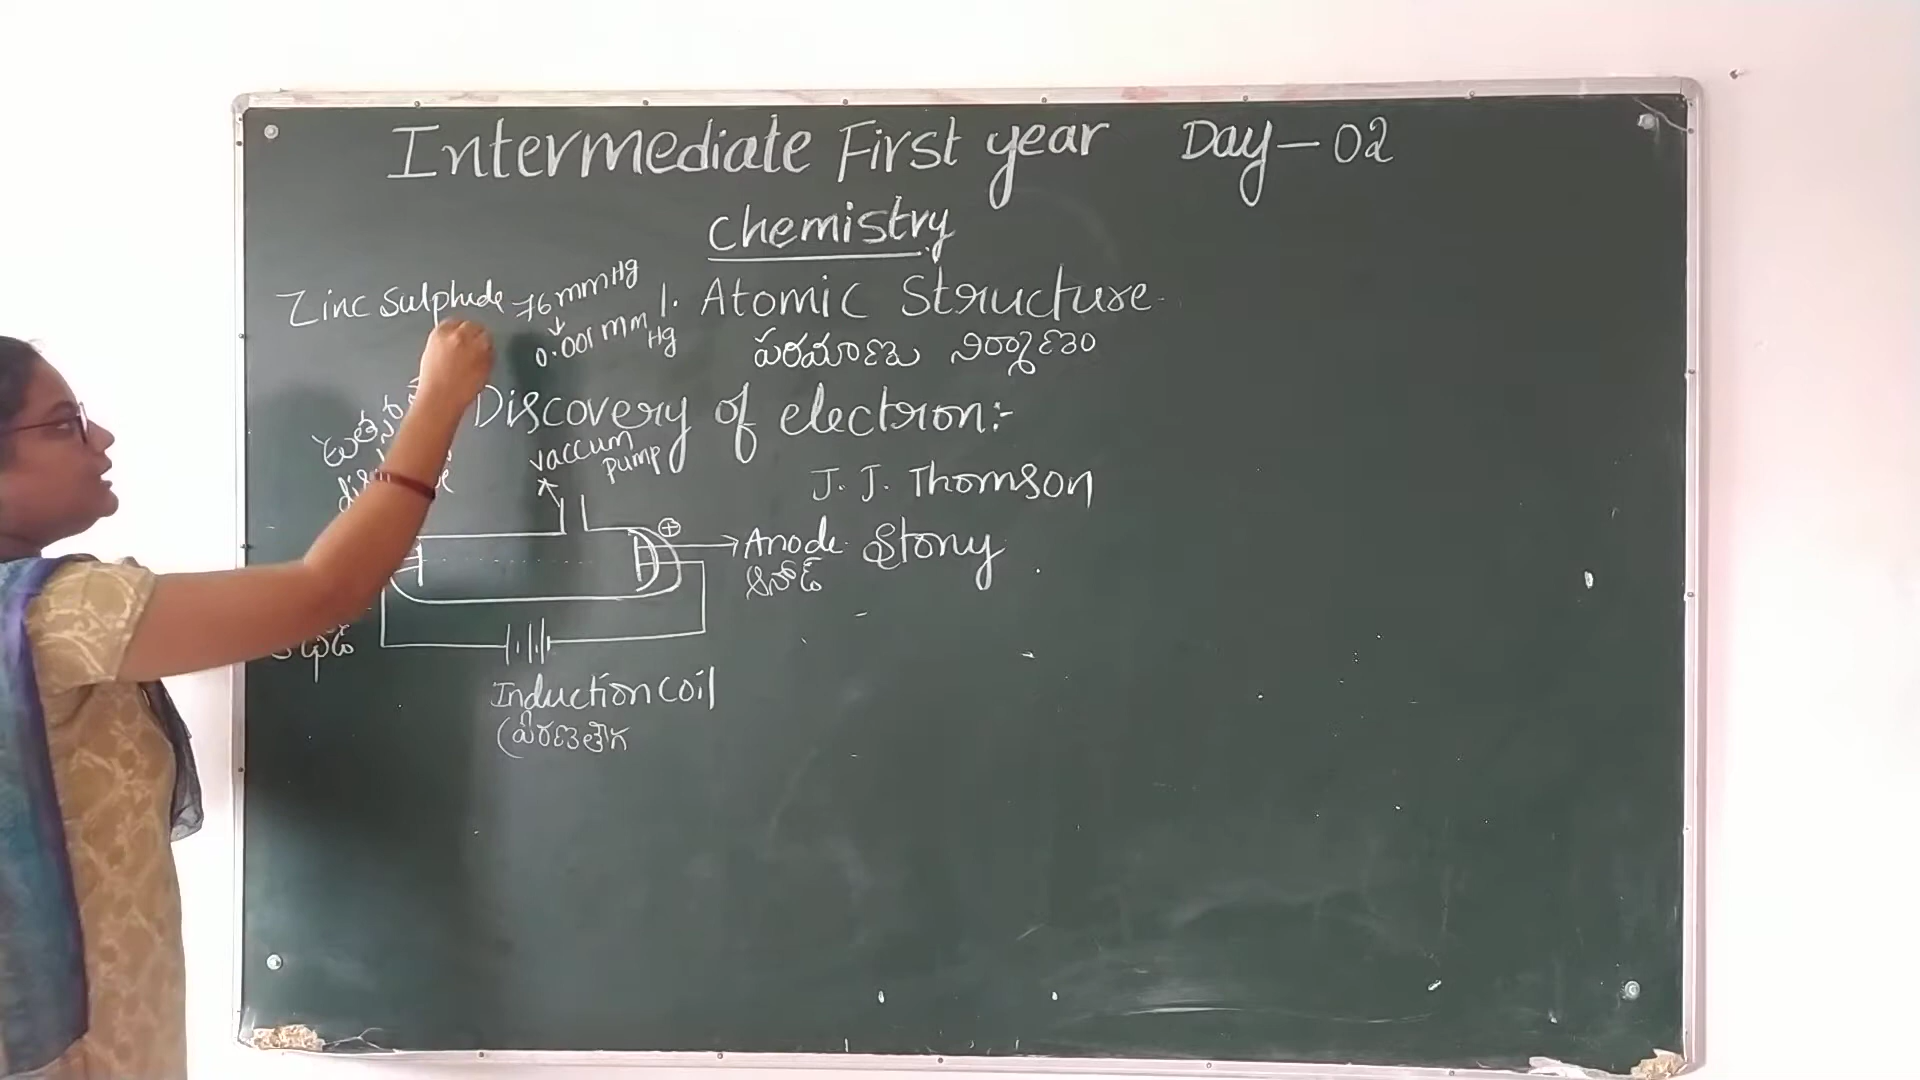 Intermediate First year Day-02
Chemistry
Zinc Sulphide 76 mmHg
↓
0.001 mm Hg
1. Atomic Structure
పరమాణు నిర్మాణం
Discovery of electron:-
vaccum
pump
J. J. Thomson
⊕
Anode Stony
ఆనోడ్
Induction coil